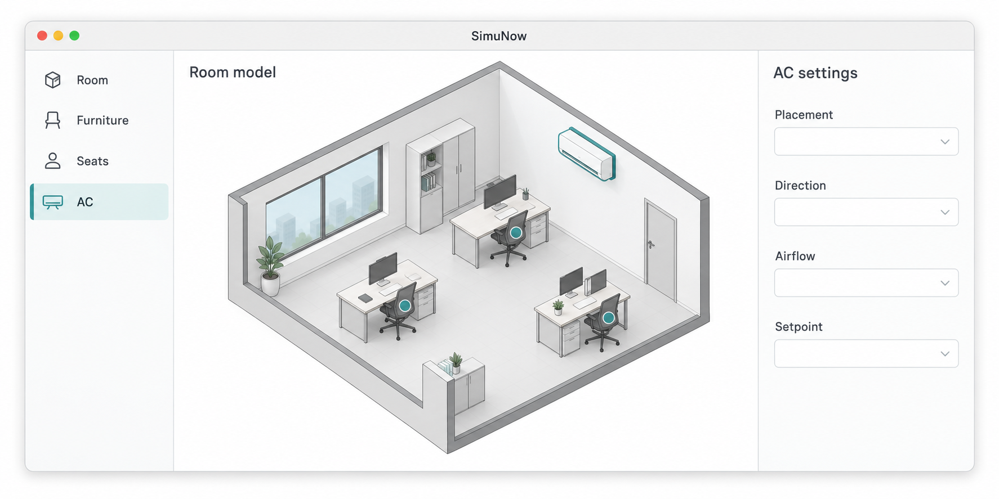 SimuNow
Room
Furniture
Seats
AC
Room model
AC settings
Placement
Direction
Airflow
Setpoint